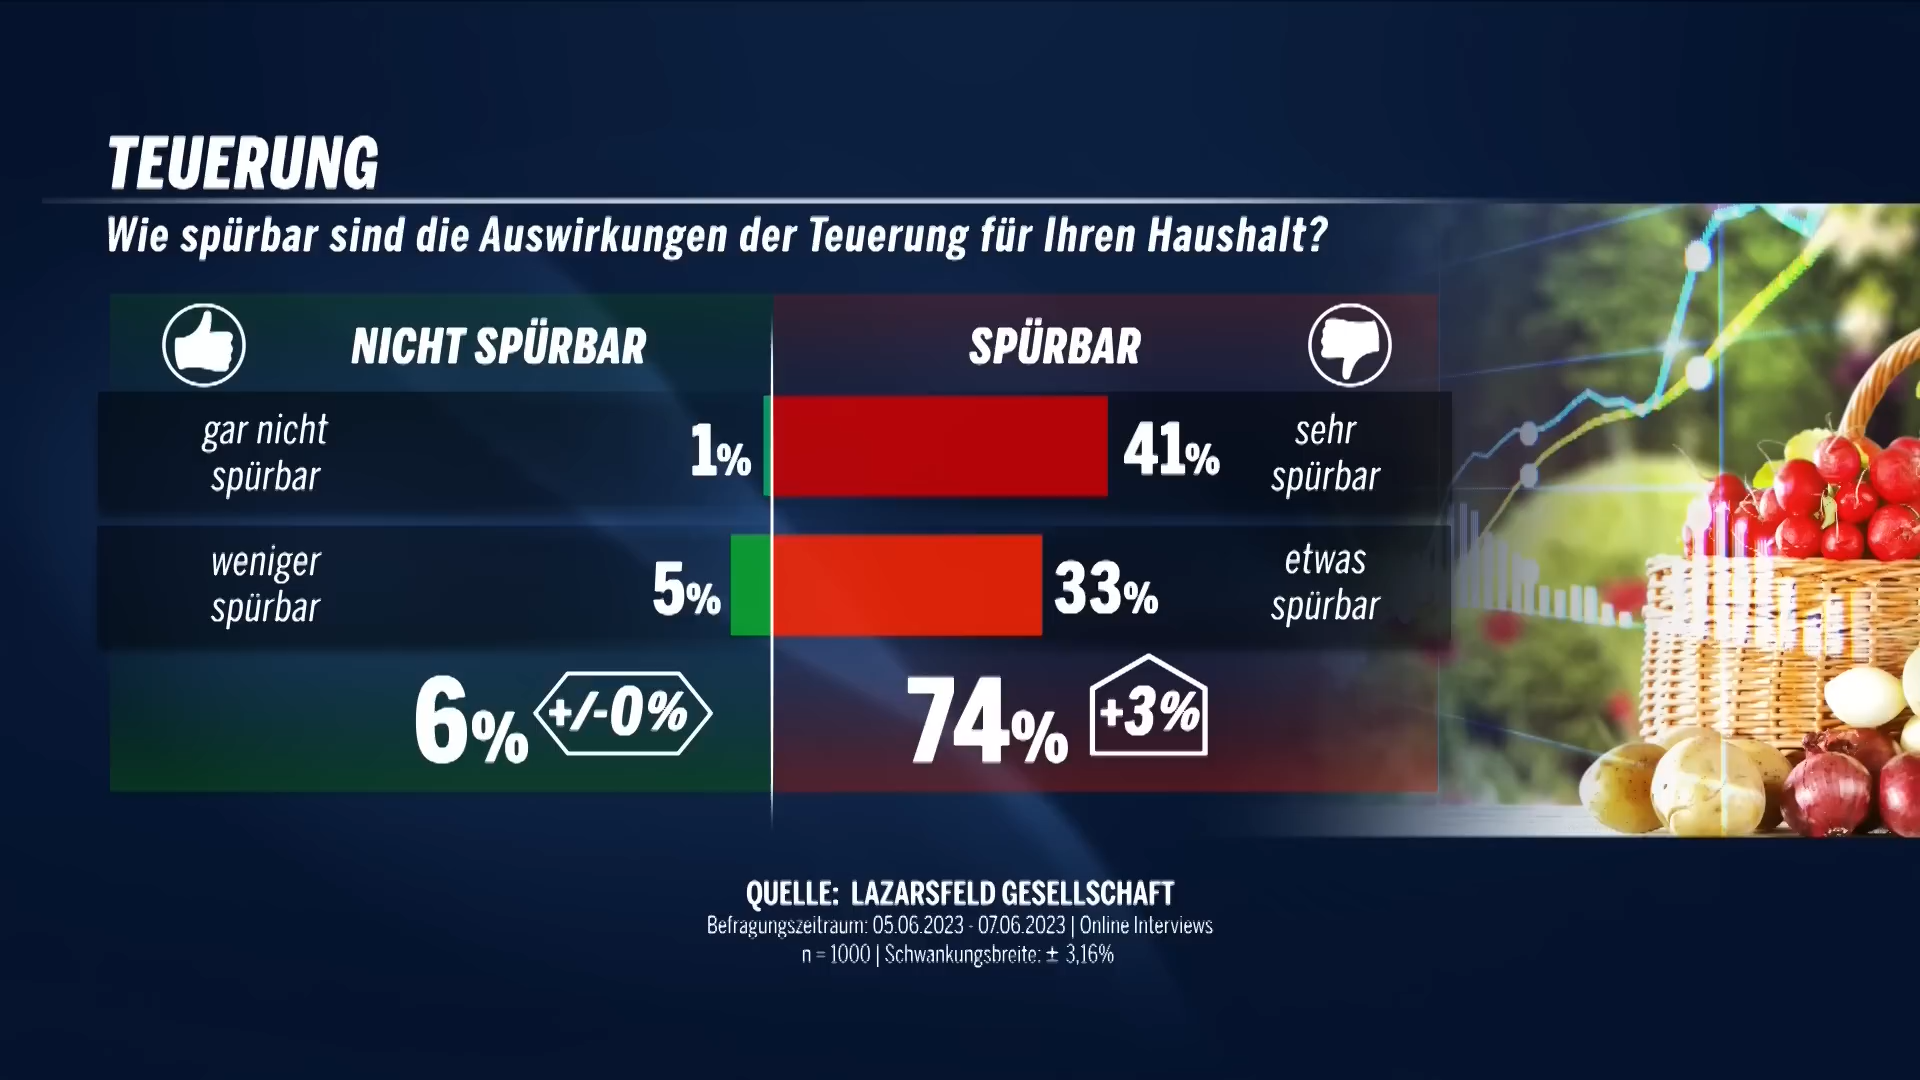 TEUERUNG
Wie spürbar sind die Auswirkungen der Teuerung für Ihren Haushalt?
NICHT SPÜRBAR
SPÜRBAR
gar nicht
spürbar
1%
41%
sehr
spürbar
weniger
spürbar
5%
33%
etwas
spürbar
6% +/-0%
74% +3%
QUELLE: LAZARSFELD GESELLSCHAFT
Befragungszeitraum: 05.06.2023 - 07.06.2023 | Online Interviews
n = 1000 | Schwankungsbreite: ± 3,16%